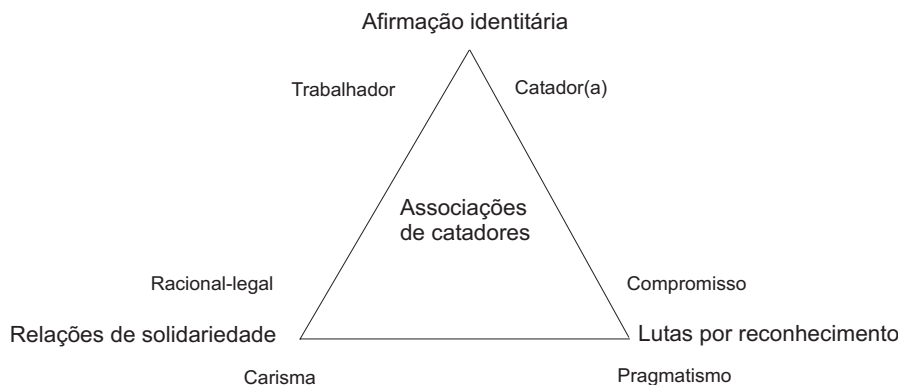 Afirmação identitária
Trabalhador
Catador(a)
Associações
de catadores
Racional-legal
Compromisso
Relações de solidariedade
Lutas por reconhecimento
Carisma
Pragmatismo